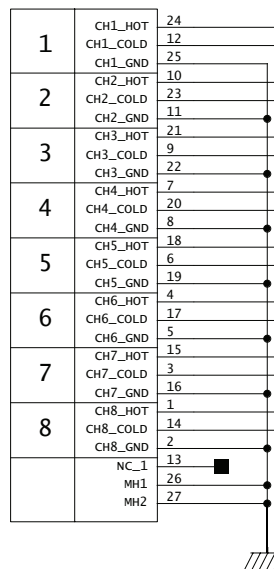 1
CH1_HOT 24
CH1_COLD 12
CH1_GND 25
2
CH2_HOT 10
CH2_COLD 23
CH2_GND 11
3
CH3_HOT 21
CH3_COLD 9
CH3_GND 22
4
CH4_HOT 7
CH4_COLD 20
CH4_GND 8
5
CH5_HOT 18
CH5_COLD 6
CH5_GND 19
6
CH6_HOT 4
CH6_COLD 17
CH6_GND 5
7
CH7_HOT 15
CH7_COLD 3
CH7_GND 16
8
CH8_HOT 1
CH8_COLD 14
CH8_GND 2
NC_1 13
MH1 26
MH2 27